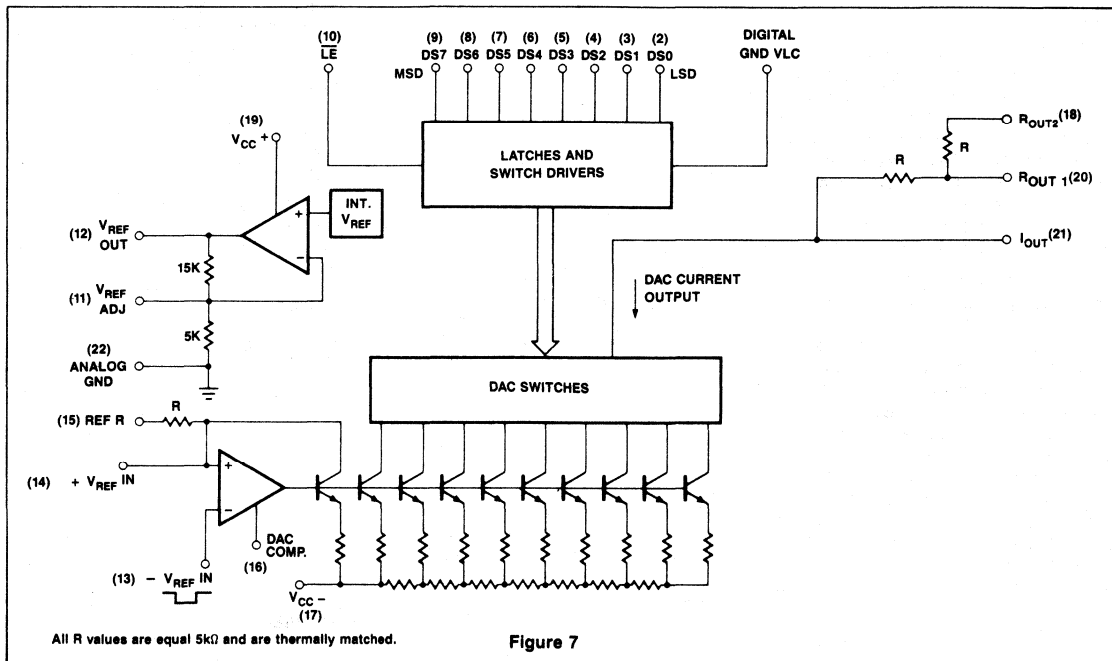 (10) (9) (8) (7) (6) (5) (4) (3) (2) DIGITAL
LE DS7 DS6 DS5 DS4 DS3 DS2 DS1 DS0 GND VLC
MSD LSD
(19)
VCC +
LATCHES AND
SWITCH DRIVERS
ROUT2 (18)
R
R
ROUT 1 (20)
IOUT (21)
INT.
VREF
+
−
(12) VREF
OUT
15K
(11) VREF
ADJ
5K
(22)
ANALOG
GND
DAC CURRENT
OUTPUT
DAC SWITCHES
(15) REF R
R
(14) + VREF IN
+
−
DAC
COMP.
(16)
(13) − VREF IN
VCC −
(17)
All R values are equal 5kΩ and are thermally matched.
Figure 7